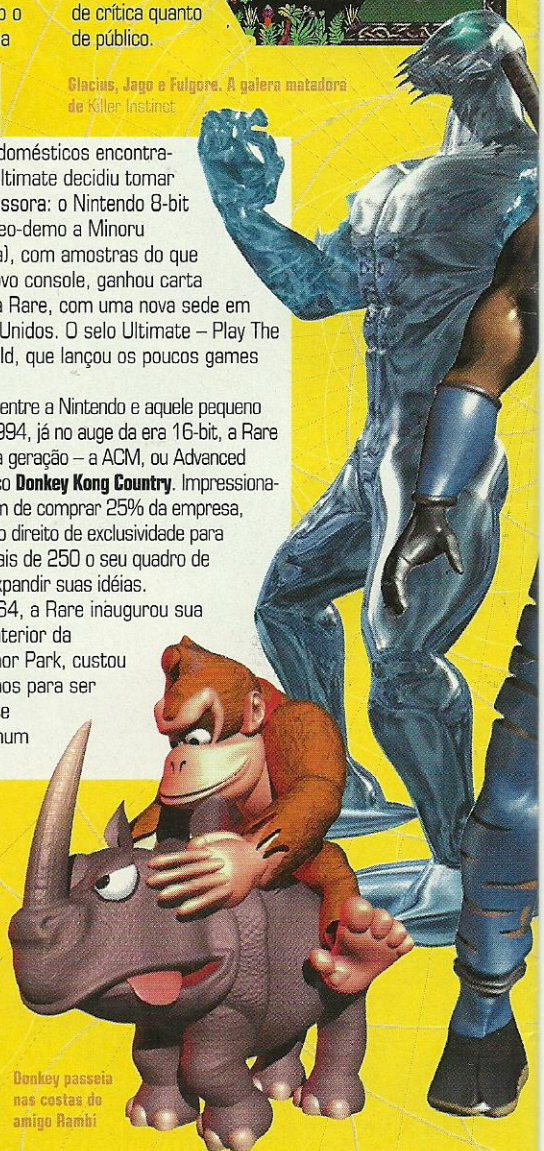 o o
a
de crítica quanto
de público.
Glacius, Jago e Fulgore. A galera matadora
de Killer Instinct
domésticos encontra-
ltimate decidiu tomar
ssora: o Nintendo 8-bit
eo-demo a Minoru
a), com amostras do que
ovo console, ganhou carta
a Rare, com uma nova sede em
Unidos. O selo Ultimate – Play The
ld, que lançou os poucos games
entre a Nintendo e aquele pequeno
1994, já no auge da era 16-bit, a Rare
a geração – a ACM, ou Advanced
o Donkey Kong Country. Impressiona-
m de comprar 25% da empresa,
o direito de exclusividade para
ais de 250 o seu quadro de
xpandir suas idéias.
64, a Rare inaugurou sua
nterior da
nor Park, custou
nos para ser
e
num
Donkey passeia
nas costas do
amigo Rambi